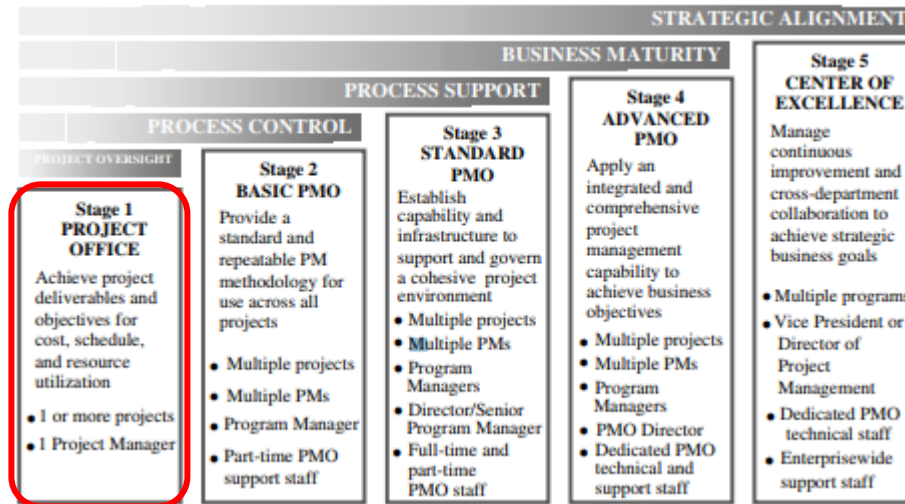 STRATEGIC ALIGNMENT
BUSINESS MATURITY
PROCESS SUPPORT
PROCESS CONTROL
PROJECT OVERSIGHT
Stage 1
PROJECT
OFFICE
Achieve project
deliverables and
objectives for
cost, schedule,
and resource
utilization
• 1 or more projects
• 1 Project Manager
Stage 2
BASIC PMO
Provide a
standard and
repeatable PM
methodology for
use across all
projects
• Multiple projects
• Multiple PMs
• Program Manager
• Part-time PMO
support staff
Stage 3
STANDARD
PMO
Establish
capability and
infrastructure to
support and govern
a cohesive project
environment
• Multiple projects
• Multiple PMs
• Program
Managers
• Director/Senior
Program Manager
• Full-time and
part-time
PMO staff
Stage 4
ADVANCED
PMO
Apply an
integrated and
comprehensive
project
management
capability to
achieve business
objectives
• Multiple projects
• Multiple PMs
• Program
Managers
• PMO Director
• Dedicated PMO
technical and
support staff
Stage 5
CENTER OF
EXCELLENCE
Manage
continuous
improvement and
cross-department
collaboration to
achieve strategic
business goals
• Multiple programs
• Vice President or
Director of
Project
Management
• Dedicated PMO
technical staff
• Enterprisewide
support staff